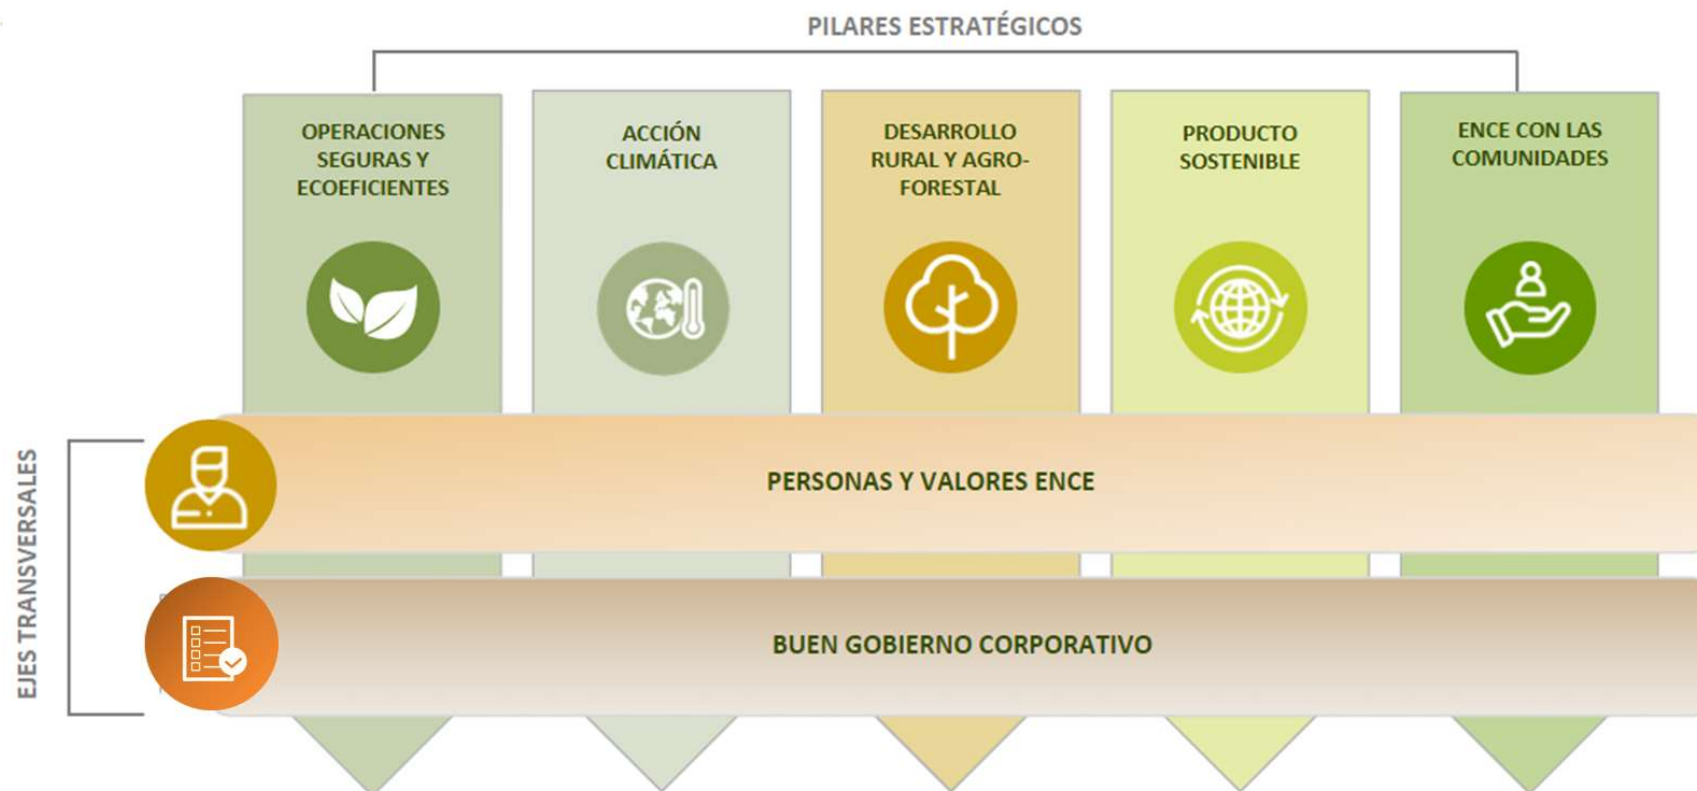 PILARES ESTRATÉGICOS
OPERACIONES
SEGURAS Y
ECOEFICIENTES
ACCIÓN
CLIMÁTICA
DESARROLLO
RURAL Y AGRO-
FORESTAL
PRODUCTO
SOSTENIBLE
ENCE CON LAS
COMUNIDADES
EJES TRANSVERSALES
PERSONAS Y VALORES ENCE
BUEN GOBIERNO CORPORATIVO